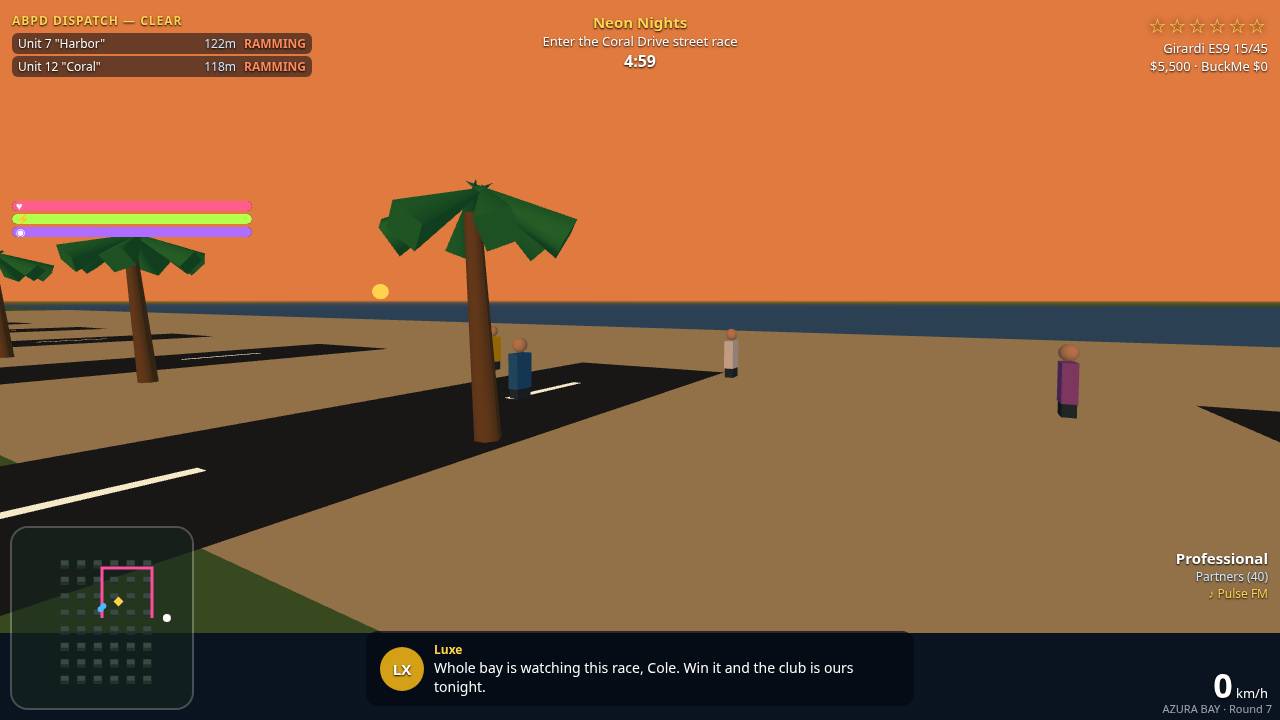 ABPD DISPATCH — CLEAR
Unit 7 "Harbor" 122m RAMMING
Unit 12 "Coral" 118m RAMMING
Neon Nights
Enter the Coral Drive street race
4:59
☆☆☆☆☆☆
Girardi ES9 15/45
$5,500 · BuckMe $0
Professional
Partners (40)
♪ Pulse FM
LX
Luxe
Whole bay is watching this race, Cole. Win it and the club is ours
tonight.
0 km/h
AZURA BAY · Round 7